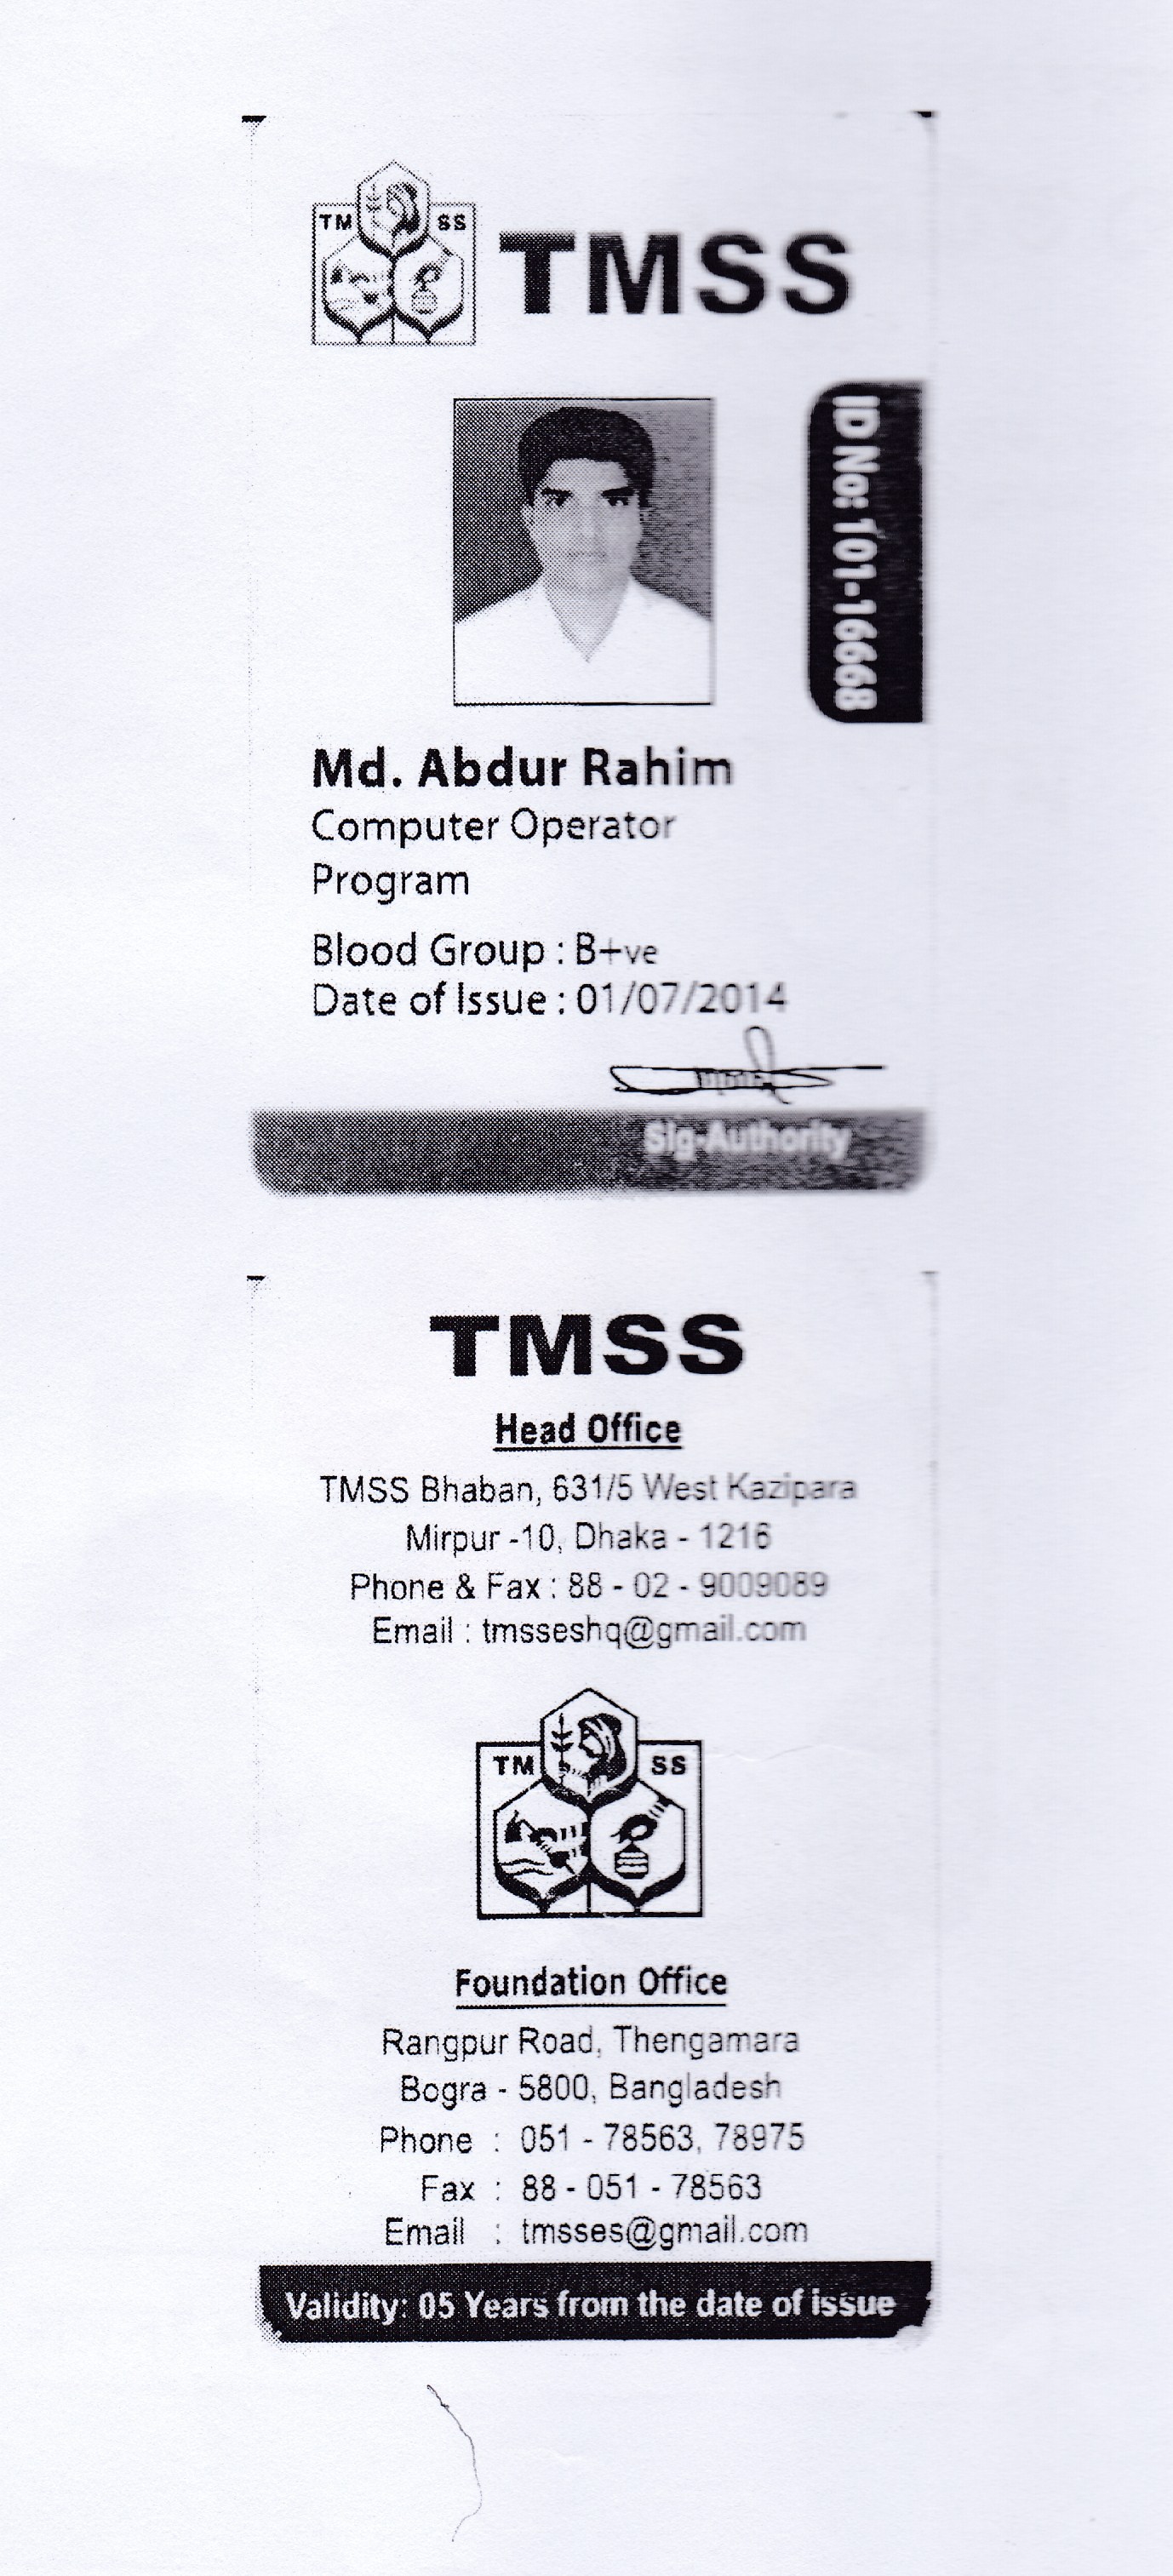 TM SS
TMSS
ID No: 101-16668
Md. Abdur Rahim
Computer Operator
Program
Blood Group : B+ve
Date of Issue : 01/07/2014
Sig-Authority
TMSS
Head Office
TMSS Bhaban, 631/5 West Kazipara
Mirpur -10, Dhaka - 1216
Phone & Fax : 88 - 02 - 9009089
Email : tmsseshq@gmail.com
TM SS
Foundation Office
Rangpur Road, Thengamara
Bogra - 5800, Bangladesh
Phone : 051 - 78563, 78975
Fax : 88 - 051 - 78563
Email : tmsses@gmail.com
Validity: 05 Years from the date of issue